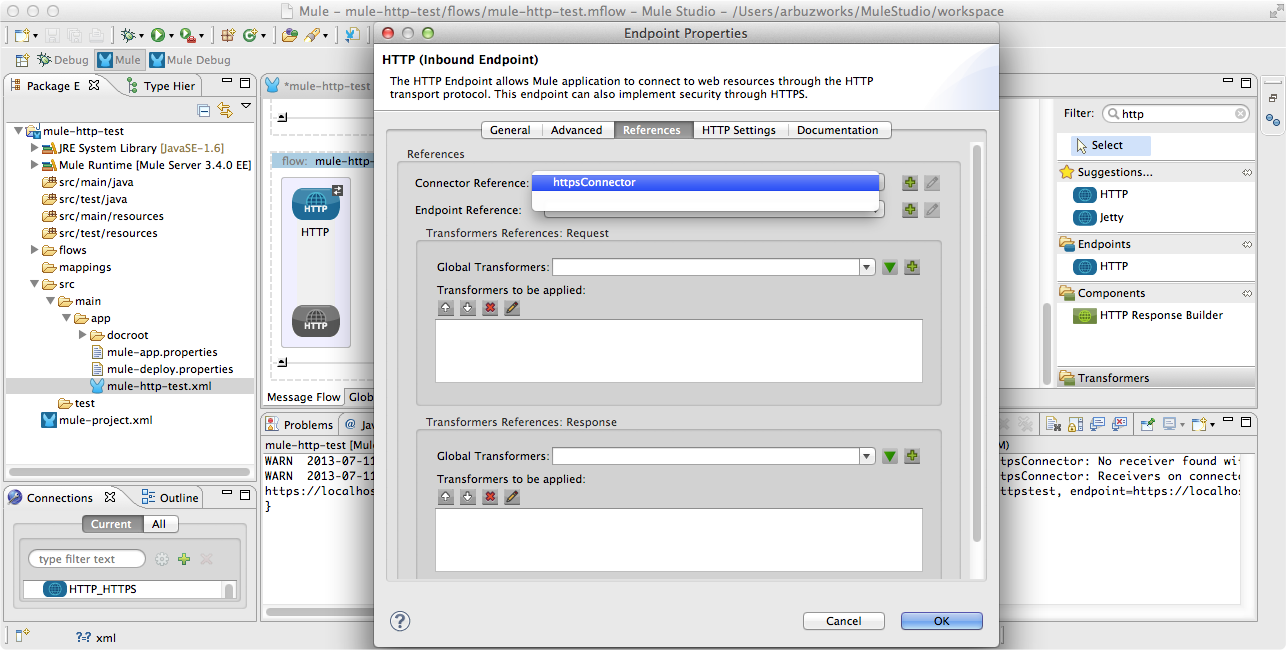 Mule – mule-http-test/flows/mule-http-test.mflow – Mule Studio – /Users/arbuzworks/MuleStudio/workspace
Debug Mule Mule Debug
Package E Type Hier
mule-http-test
JRE System Library [JavaSE-1.6]
Mule Runtime [Mule Server 3.4.0 EE]
src/main/java
src/test/java
src/main/resources
src/test/resources
flows
mappings
src
main
app
docroot
mule-app.properties
mule-deploy.properties
mule-http-test.xml
test
mule-project.xml
Connections Outline
Current All
type filter text
HTTP_HTTPS
?-? xml
*mule-http-test
flow: mule-http-
HTTP
HTTP
HTTP
Message Flow Glob
Problems @ Jav
mule-http-test [Mul
WARN 2013-07-11
WARN 2013-07-11
https://localhos
}
Endpoint Properties
HTTP (Inbound Endpoint)
The HTTP Endpoint allows Mule application to connect to web resources through the HTTP
transport protocol. This endpoint can also implement security through HTTPS.
General Advanced References HTTP Settings Documentation
References
Connector Reference: httpsConnector
Endpoint Reference:
Transformers References: Request
Global Transformers:
Transformers to be applied:
Transformers References: Response
Global Transformers:
Transformers to be applied:
?
Cancel OK
Filter: http
Select
Suggestions...
HTTP
Jetty
Endpoints
HTTP
Components
HTTP Response Builder
Transformers
M)
tpsConnector: No receiver found wi
tpsConnector: Receivers on connecto
ttpstest, endpoint=https://localhos